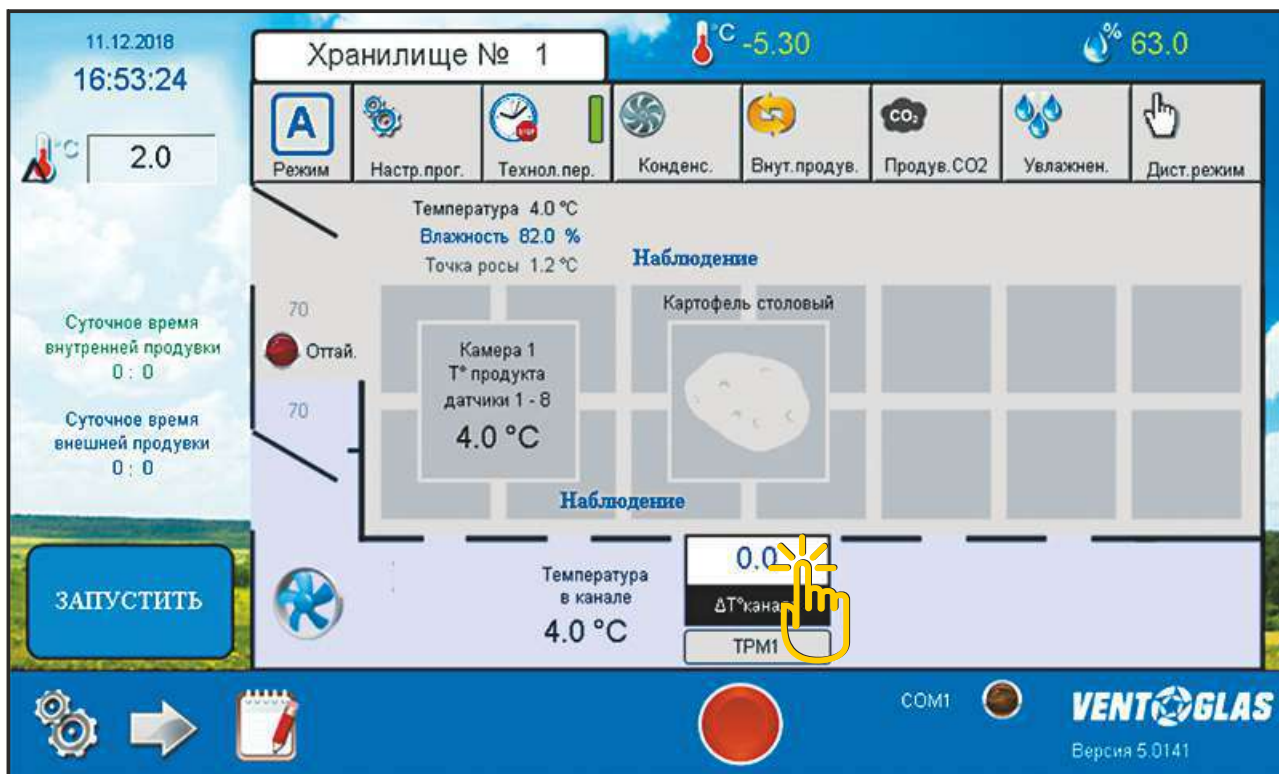 11.12.2018
16:53:24
Хранилище № 1
°C -5.30
% 63.0
°C 2.0
A
Режим
Настр.прог.
STOP
Технол.пер.
Конденс.
Внут.продув.
CO2
Продув.CO2
Увлажнен.
Дист.режим
Температура 4.0 °C
Влажность 82.0 %
Точка росы 1.2 °C
Наблюдение
Суточное время
внутренней продувки
0 : 0
Суточное время
внешней продувки
0 : 0
70
Оттай.
70
Камера 1
T° продукта
датчики 1 - 8
4.0 °C
Картофель столовый
Наблюдение
ЗАПУСТИТЬ
Температура
в канале
4.0 °C
0.0
ТРМ1
COM1
VENTOGLAS
Версия 5.0141